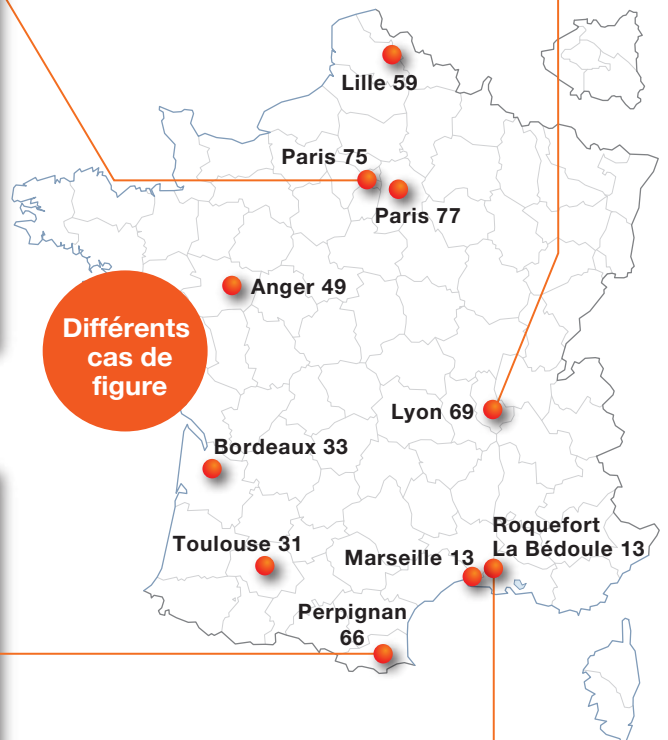 Lille 59
Paris 75
Paris 77
Anger 49
Différents
cas de
figure
Lyon 69
Bordeaux 33
Toulouse 31
Marseille 13
Roquefort
La Bédoule 13
Perpignan
66